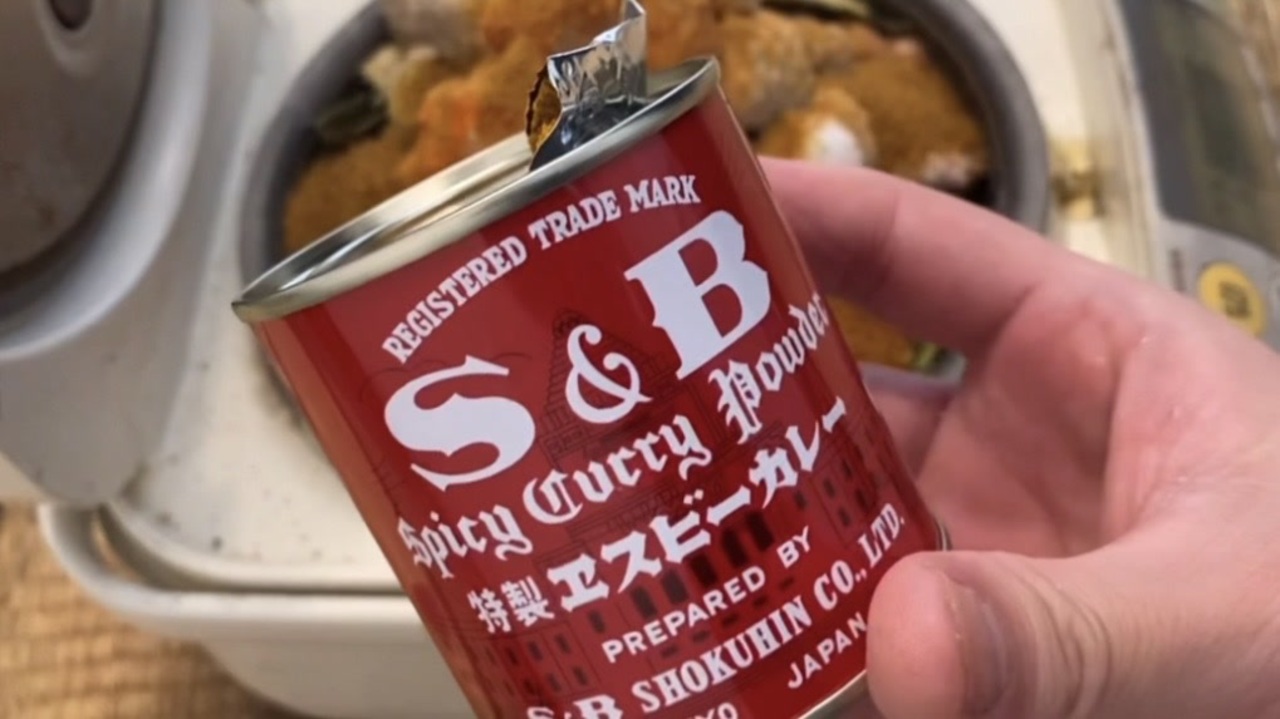 REGISTERED TRADE MARK
S&B
Spicy Curry Powder
特製 エスビーカレー
PREPARED BY
S&B SHOKUHIN CO., LTD.
JAPAN